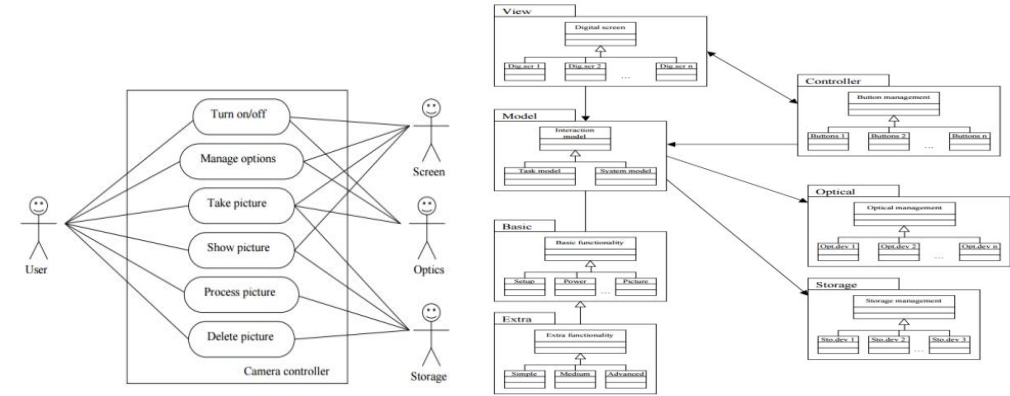 Turn on/off
Manage options
Take picture
Show picture
Process picture
Delete picture
Camera controller
User
Screen
Optics
Storage
View
Digital screen
Dig.scr 1
Dig.scr 2
...
Dig.scr n
Controller
Button management
Buttons 1
Buttons 2
...
Buttons n
Model
Interaction
model
Task model
System model
Optical
Optical management
Opt.dev 1
Opt.dev 2
...
Opt.dev n
Basic
Basic functionality
Setup
Power
...
Picture
Storage
Storage management
Sto.dev 1
Sto.dev 2
...
Sto.dev 3
Extra
Extra functionality
Simple
Medium
Advanced